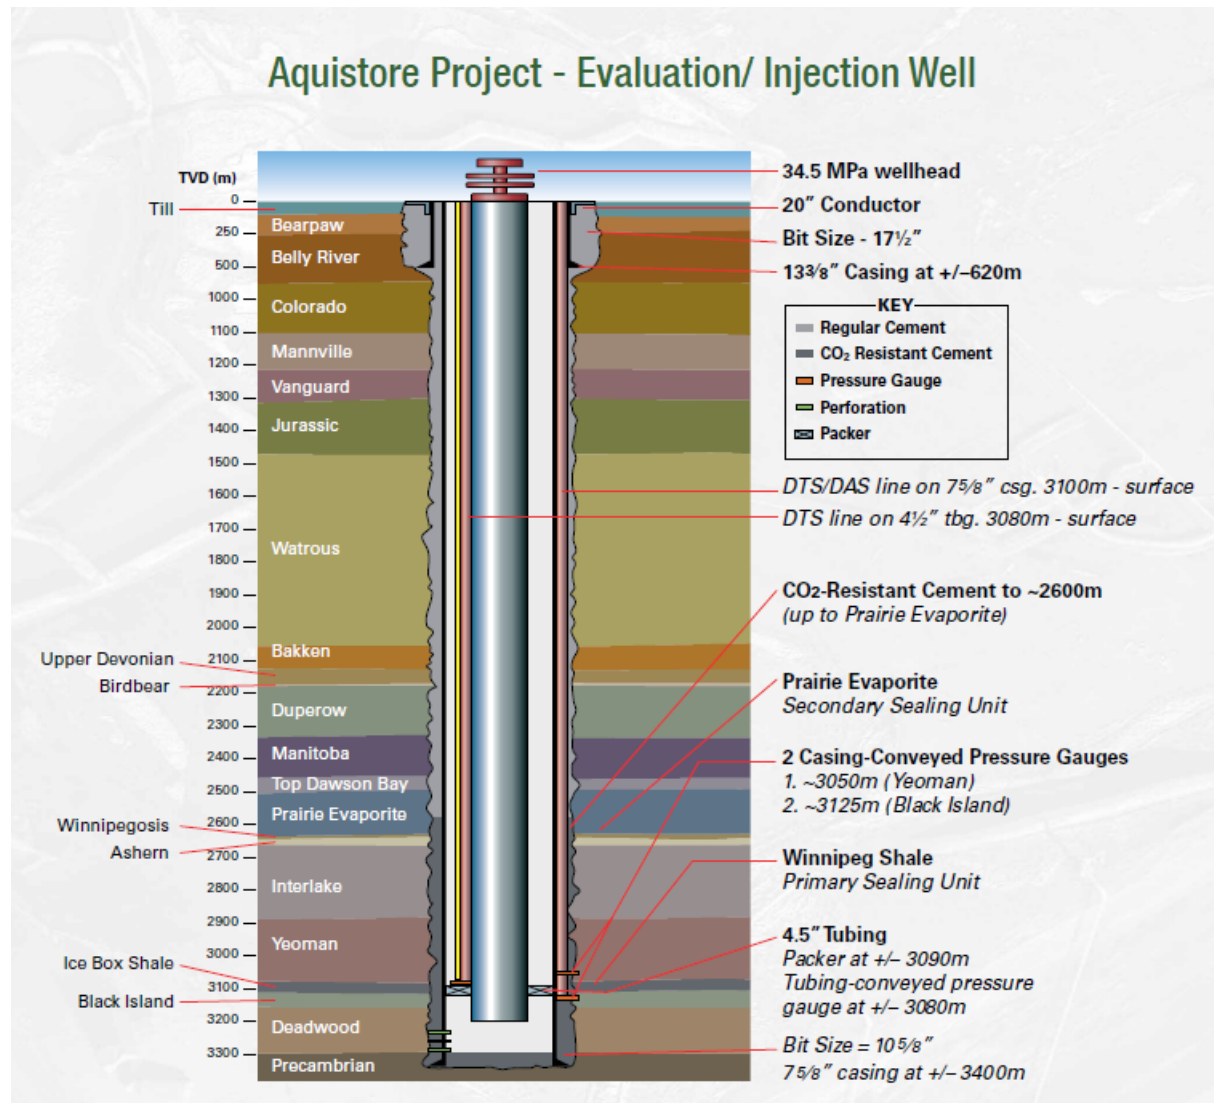 Aquistore Project - Evaluation/ Injection Well
TVD (m)
0
250
500
1000
1100
1200
1300
1400
1500
1600
1700
1800
1900
2000
2100
2200
2300
2400
2500
2600
2700
2800
2900
3000
3100
3200
3300
Till
Upper Devonian
Birdbear
Winnipegosis
Ashern
Ice Box Shale
Black Island
Bearpaw
Belly River
Colorado
Mannville
Vanguard
Jurassic
Watrous
Bakken
Duperow
Manitoba
Top Dawson Bay
Prairie Evaporite
Interlake
Yeoman
Deadwood
Precambrian
34.5 MPa wellhead
20” Conductor
Bit Size - 17½”
13⅜” Casing at +/–620m
KEY
Regular Cement
CO₂ Resistant Cement
Pressure Gauge
Perforation
Packer
DTS/DAS line on 7⅝” csg. 3100m - surface
DTS line on 4½” tbg. 3080m - surface
CO₂-Resistant Cement to ~2600m
(up to Prairie Evaporite)
Prairie Evaporite
Secondary Sealing Unit
2 Casing-Conveyed Pressure Gauges
1. ~3050m (Yeoman)
2. ~3125m (Black Island)
Winnipeg Shale
Primary Sealing Unit
4.5” Tubing
Packer at +/– 3090m
Tubing-conveyed pressure
gauge at +/– 3080m
Bit Size = 10⅝”
7⅝” casing at +/– 3400m